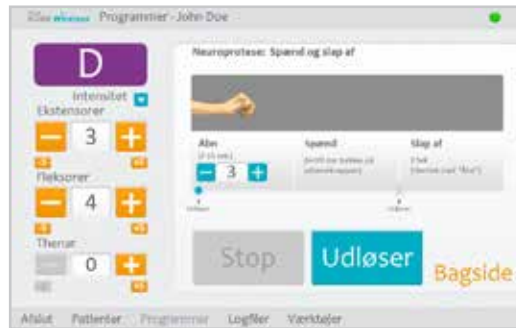 Programmer - John Doe
D
Intensitet
Ekstensorer
3
Fleksorer
4
Thenar
0
Neuroprotese: Spænd og slap af
Åbn
Spænd
Slap af
3
Stop
Udløser
Bagside
Afslut
Patienter
Programmer
Logfiler
Værktøjer